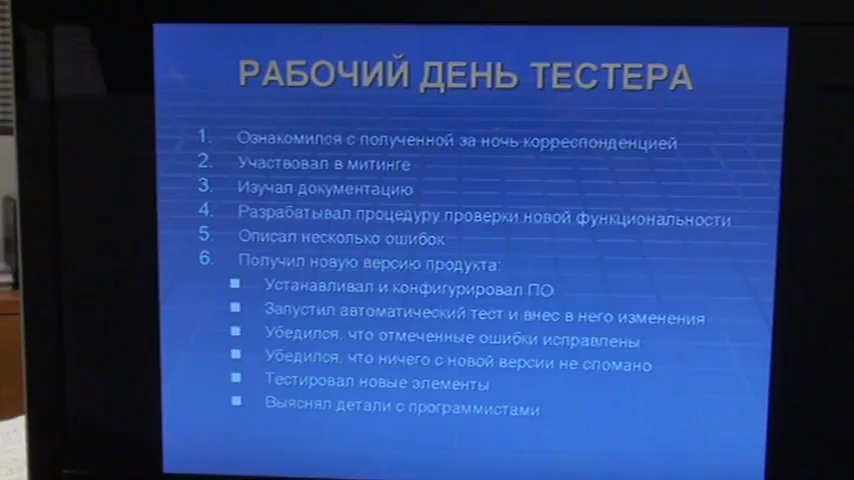 РАБОЧИЙ ДЕНЬ ТЕСТЕРА
1. Ознакомился с полученной за ночь корреспонденцией
2. Участвовал в митинге
3. Изучал документацию
4. Разрабатывал процедуру проверки новой функциональности
5. Описал несколько ошибок
6. Получил новую версию продукта:
Устанавливал и конфигурировал ПО
Запустил автоматический тест и внес в него изменения
Убедился, что отмеченные ошибки исправлены
Убедился, что ничего с новой версии не сломано
Тестировал новые элементы
Выяснял детали с программистами